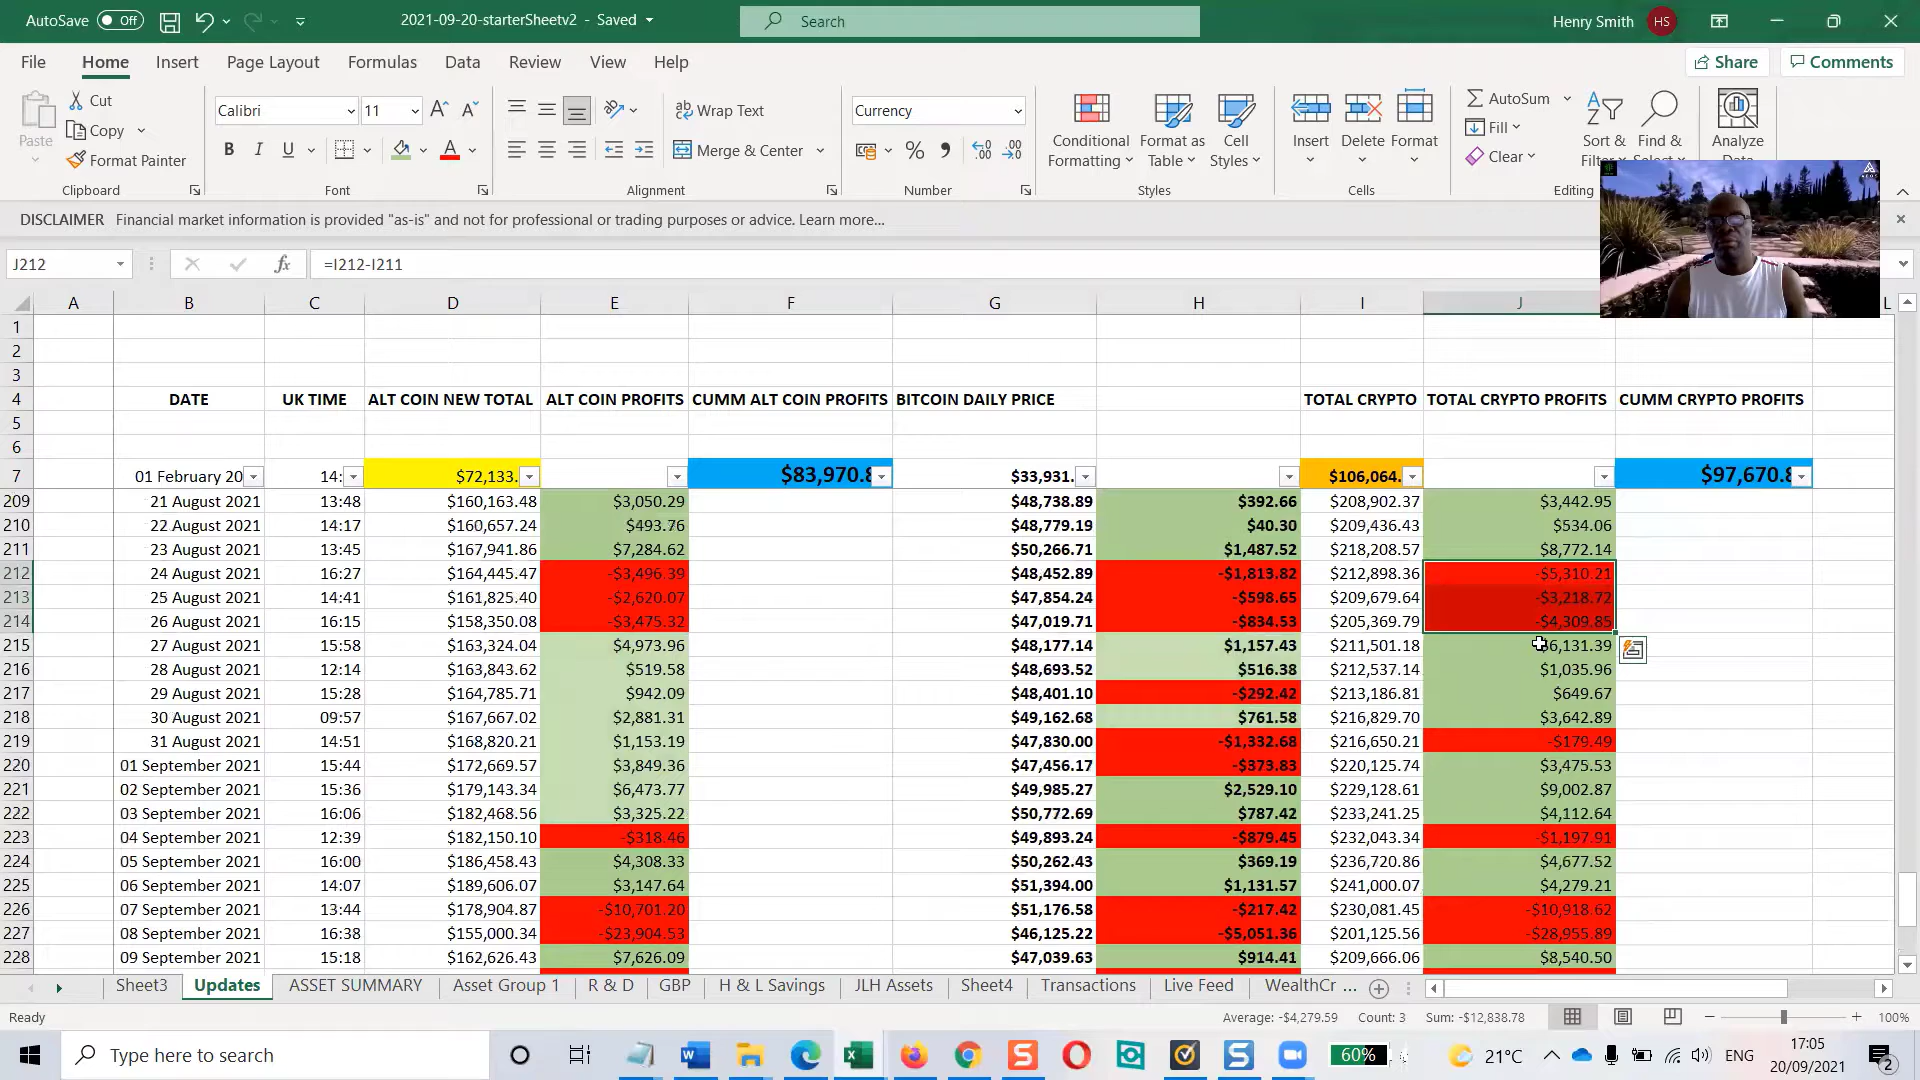 AutoSave Off 2021-09-20-starterSheetv2 - Saved Search Henry Smith HS
File Home Insert Page Layout Formulas Data Review View Help Share Comments
Paste Cut Copy Format Painter Clipboard
Calibri 11 B I U A Font
Wrap Text Merge & Center Alignment
Currency % Number
Conditional Formatting Format as Table Cell Styles Styles
Insert Delete Format Cells
AutoSum Fill Clear Sort & Filter Find & Select Editing Analyze Data
DISCLAIMER Financial market information is provided "as-is" and not for professional or trading purposes or advice. Learn more...
J212 fx =I212-I211
A B C D E F G H I J L
1
2
3
4 DATE UK TIME ALT COIN NEW TOTAL ALT COIN PROFITS CUMM ALT COIN PROFITS BITCOIN DAILY PRICE TOTAL CRYPTO TOTAL CRYPTO PROFITS CUMM CRYPTO PROFITS
5
6
7 01 February 20 14: $72,133. $83,970.8 $33,931. $106,064. $97,670.8
209 21 August 2021 13:48 $160,163.48 $3,050.29 $48,738.89 $392.66 $208,902.37 $3,442.95
210 22 August 2021 14:17 $160,657.24 $493.76 $48,779.19 $40.30 $209,436.43 $534.06
211 23 August 2021 13:45 $167,941.86 $7,284.62 $50,266.71 $1,487.52 $218,208.57 $8,772.14
212 24 August 2021 16:27 $164,445.47 -$3,496.39 $48,452.89 -$1,813.82 $212,898.36 -$5,310.21
213 25 August 2021 14:41 $161,825.40 -$2,620.07 $47,854.24 -$598.65 $209,679.64 -$3,218.72
214 26 August 2021 16:15 $158,350.08 -$3,475.32 $47,019.71 -$834.53 $205,369.79 -$4,309.85
215 27 August 2021 15:58 $163,324.04 $4,973.96 $48,177.14 $1,157.43 $211,501.18 $6,131.39
216 28 August 2021 12:14 $163,843.62 $519.58 $48,693.52 $516.38 $212,537.14 $1,035.96
217 29 August 2021 15:28 $164,785.71 $942.09 $48,401.10 -$292.42 $213,186.81 $649.67
218 30 August 2021 09:57 $167,667.02 $2,881.31 $49,162.68 $761.58 $216,829.70 $3,642.89
219 31 August 2021 14:51 $168,820.21 $1,153.19 $47,830.00 -$1,332.68 $216,650.21 -$179.49
220 01 September 2021 15:44 $172,669.57 $3,849.36 $47,456.17 -$373.83 $220,125.74 $3,475.53
221 02 September 2021 15:36 $179,143.34 $6,473.77 $49,985.27 $2,529.10 $229,128.61 $9,002.87
222 03 September 2021 16:06 $182,468.56 $3,325.22 $50,772.69 $787.42 $233,241.25 $4,112.64
223 04 September 2021 12:39 $182,150.10 -$318.46 $49,893.24 -$879.45 $232,043.34 -$1,197.91
224 05 September 2021 16:00 $186,458.43 $4,308.33 $50,262.43 $369.19 $236,720.86 $4,677.52
225 06 September 2021 14:07 $189,606.07 $3,147.64 $51,394.00 $1,131.57 $241,000.07 $4,279.21
226 07 September 2021 13:44 $178,904.87 -$10,701.20 $51,176.58 -$217.42 $230,081.45 -$10,918.62
227 08 September 2021 16:38 $155,000.34 -$23,904.53 $46,125.22 -$5,051.36 $201,125.56 -$28,955.89
228 09 September 2021 15:18 $162,626.43 $7,626.09 $47,039.63 $914.41 $209,666.06 $8,540.50
Sheet3 Updates ASSET SUMMARY Asset Group 1 R & D GBP H & L Savings JLH Assets Sheet4 Transactions Live Feed WealthCr ...
Ready Average: -$4,279.59 Count: 3 Sum: -$12,838.78 100%
Type here to search 60% 21°C ENG 17:05 20/09/2021 2